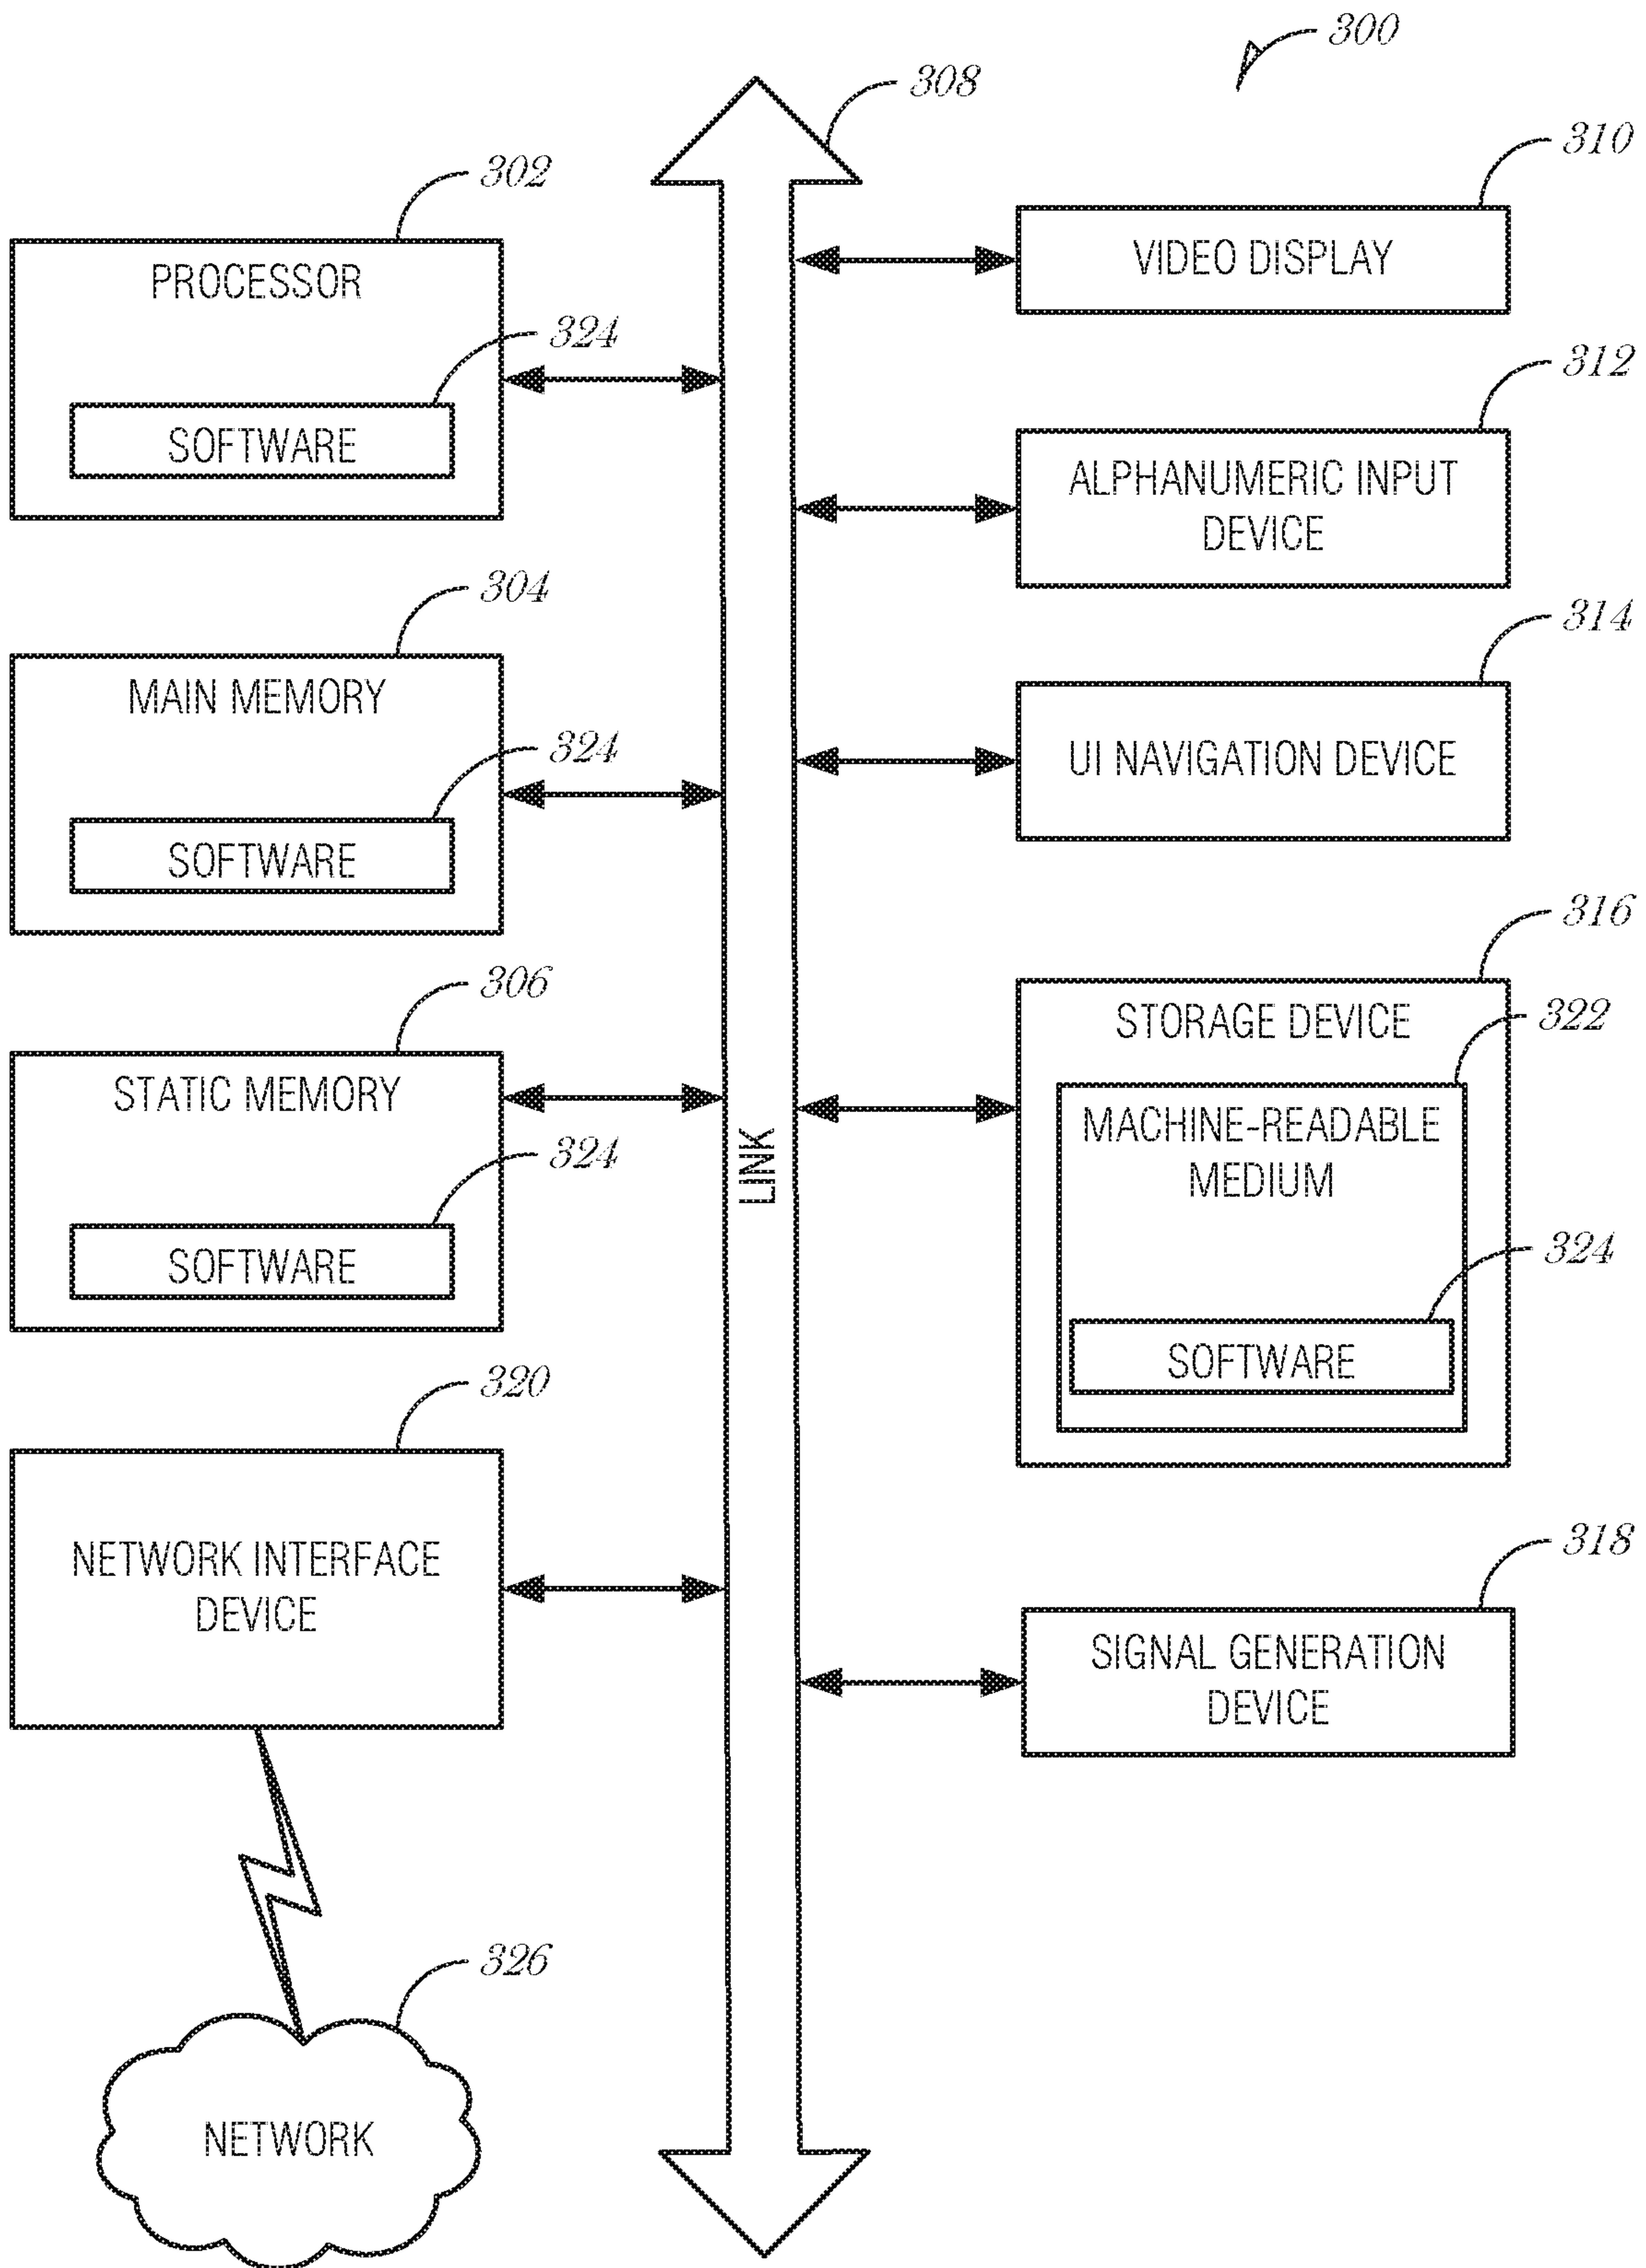 300
308
302
PROCESSOR
324
SOFTWARE
304
MAIN MEMORY
324
SOFTWARE
306
STATIC MEMORY
324
SOFTWARE
320
NETWORK INTERFACE
DEVICE
326
NETWORK
LINK
310
VIDEO DISPLAY
312
ALPHANUMERIC INPUT
DEVICE
314
UI NAVIGATION DEVICE
316
STORAGE DEVICE
322
MACHINE-READABLE
MEDIUM
324
SOFTWARE
318
SIGNAL GENERATION
DEVICE